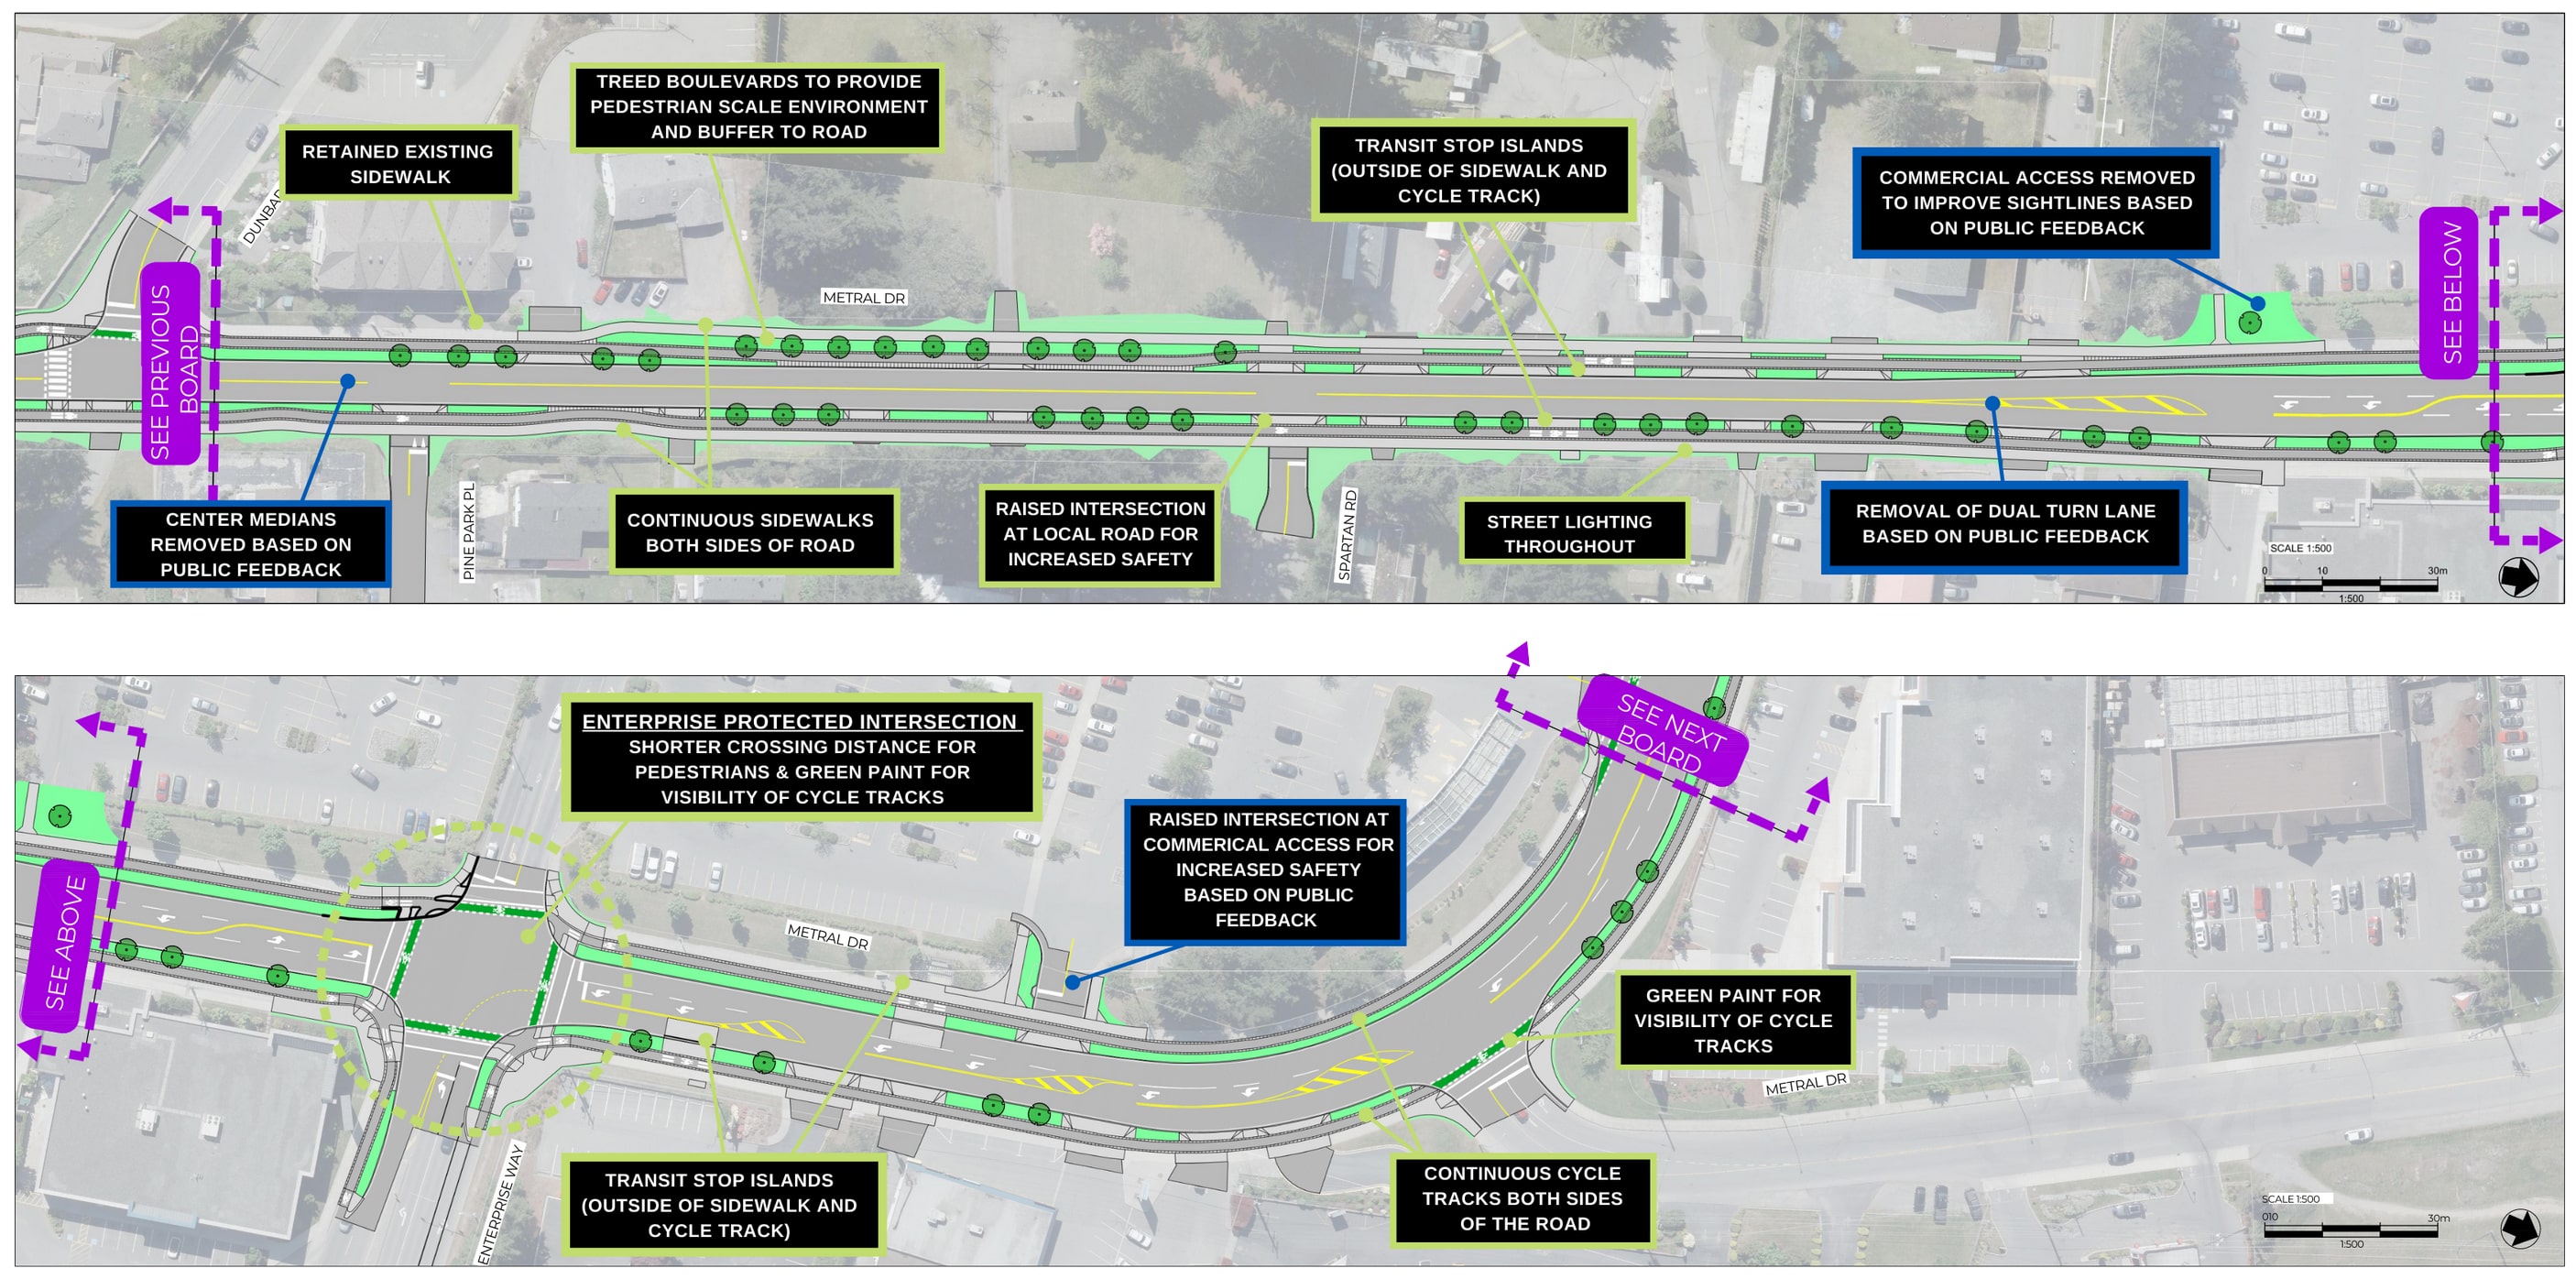 TREED BOULEVARDS TO PROVIDE
PEDESTRIAN SCALE ENVIRONMENT
AND BUFFER TO ROAD
RETAINED EXISTING
SIDEWALK
TRANSIT STOP ISLANDS
(OUTSIDE OF SIDEWALK AND
CYCLE TRACK)
COMMERCIAL ACCESS REMOVED
TO IMPROVE SIGHTLINES BASED
ON PUBLIC FEEDBACK
METRAL DR
SEE PREVIOUS
BOARD
SEE BELOW
CENTER MEDIANS
REMOVED BASED ON
PUBLIC FEEDBACK
PINE PARK PL
CONTINUOUS SIDEWALKS
BOTH SIDES OF ROAD
RAISED INTERSECTION
AT LOCAL ROAD FOR
INCREASED SAFETY
SPARTAN RD
STREET LIGHTING
THROUGHOUT
REMOVAL OF DUAL TURN LANE
BASED ON PUBLIC FEEDBACK
SCALE 1:500
0 10 30m
1:500
ENTERPRISE PROTECTED INTERSECTION
SHORTER CROSSING DISTANCE FOR
PEDESTRIANS & GREEN PAINT FOR
VISIBILITY OF CYCLE TRACKS
SEE NEXT
BOARD
RAISED INTERSECTION AT
COMMERICAL ACCESS FOR
INCREASED SAFETY
BASED ON PUBLIC
FEEDBACK
SEE ABOVE
METRAL DR
GREEN PAINT FOR
VISIBILITY OF CYCLE
TRACKS
METRAL DR
ENTERPRISE WAY
TRANSIT STOP ISLANDS
(OUTSIDE OF SIDEWALK AND
CYCLE TRACK)
CONTINUOUS CYCLE
TRACKS BOTH SIDES
OF THE ROAD
SCALE 1:500
010 30m
1:500